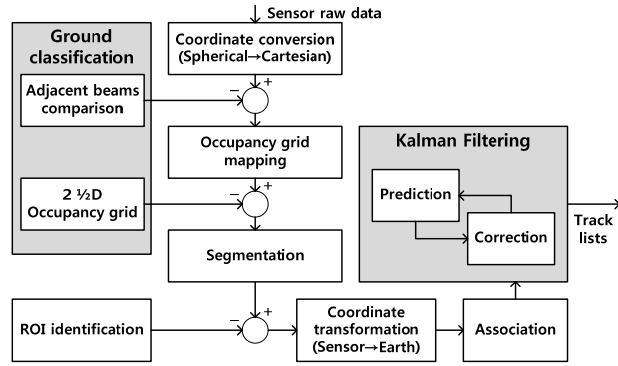 Sensor raw data
Ground
classification
Coordinate conversion
(Spherical→Cartesian)
− +
Adjacent beams
comparison
Occupancy grid
mapping
Kalman Filtering
− +
2 ½D
Occupancy grid
Prediction
Correction
Track
lists
Segmentation
− +
ROI identification
Coordinate
transformation
(Sensor→Earth)
Association